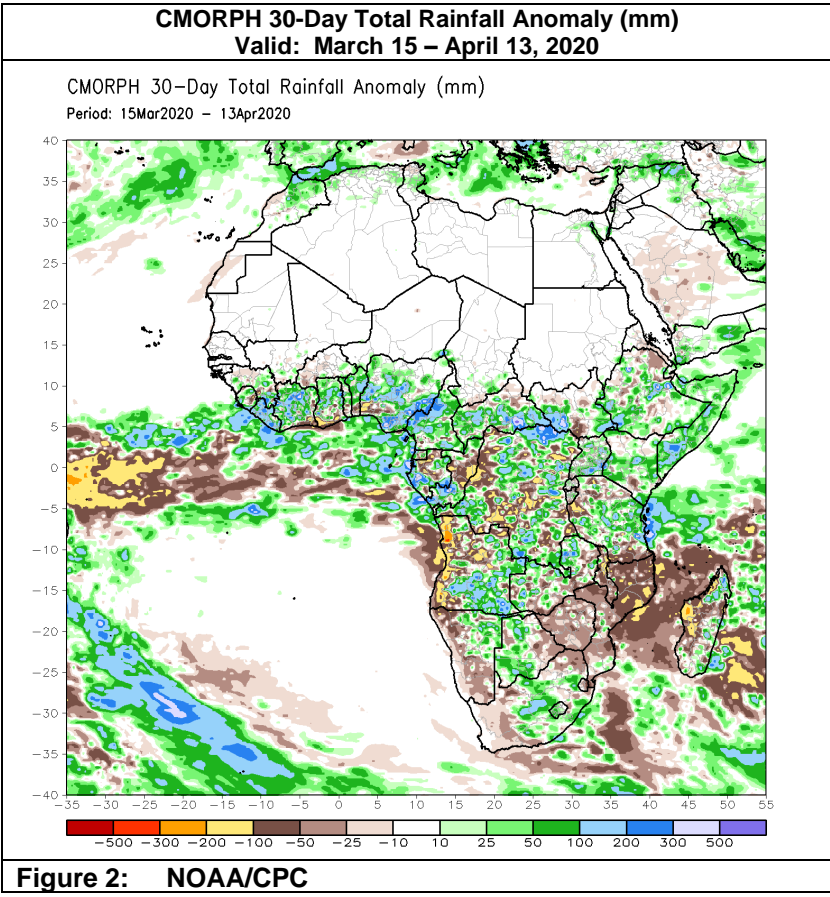 CMORPH 30-Day Total Rainfall Anomaly (mm)
Valid:  March 15 – April 13, 2020
CMORPH 30-Day Total Rainfall Anomaly (mm)
Period: 15Mar2020 - 13Apr2020
40
35
30
25
20
15
10
5
0
-5
-10
-15
-20
-25
-30
-35
-40
-35 -30 -25 -20 -15 -10 -5 0 5 10 15 20 25 30 35 40 45 50 55
-500 -300 -200 -100 -50 -25 -10 10 25 50 100 200 300 500
Figure 2:    NOAA/CPC